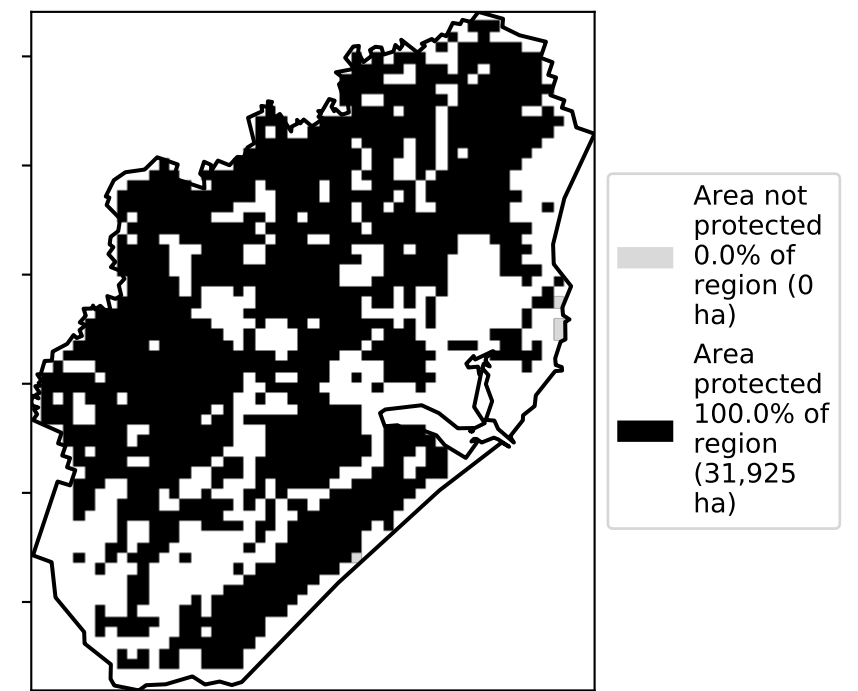 Area not
protected
0.0% of
region (0
ha)
Area
protected
100.0% of
region
(31,925
ha)